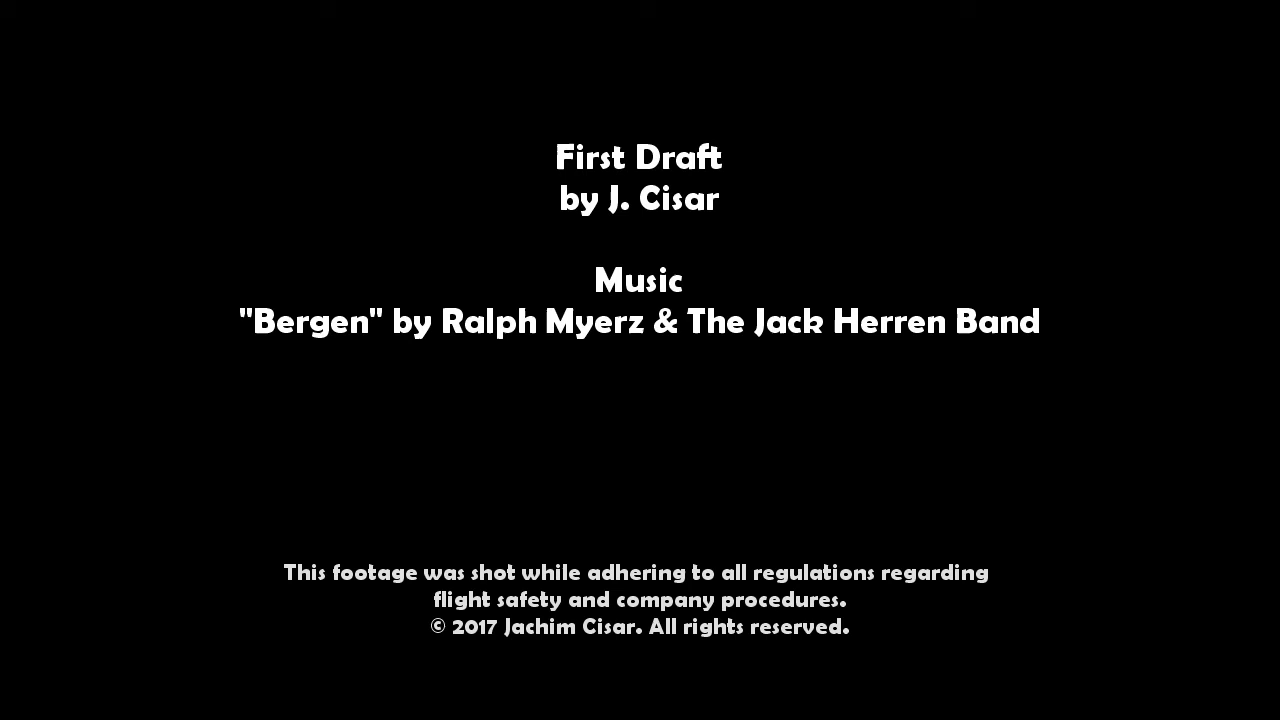 First Draft
by J. Cisar
Music
"Bergen" by Ralph Myerz & The Jack Herren Band
This footage was shot while adhering to all regulations regarding
flight safety and company procedures.
© 2017 Jachim Cisar. All rights reserved.